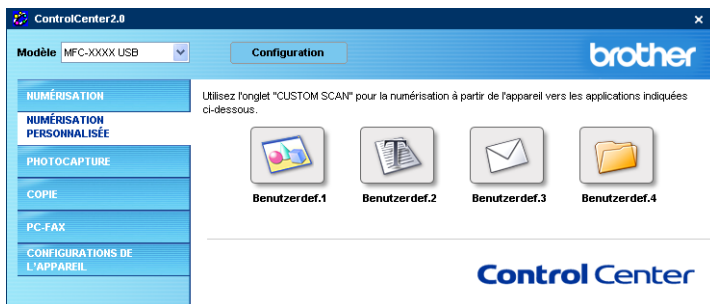 ControlCenter2.0
Modèle MFC-XXXX USB
Configuration
brother
NUMÉRISATION
NUMÉRISATION
PERSONNALISÉE
PHOTOCAPTURE
COPIE
PC-FAX
CONFIGURATIONS DE
L'APPAREIL
Utilisez l'onglet "CUSTOM SCAN" pour la numérisation à partir de l'appareil vers les applications indiquées
ci-dessous.
Benutzerdef.1 Benutzerdef.2 Benutzerdef.3 Benutzerdef.4
Control Center